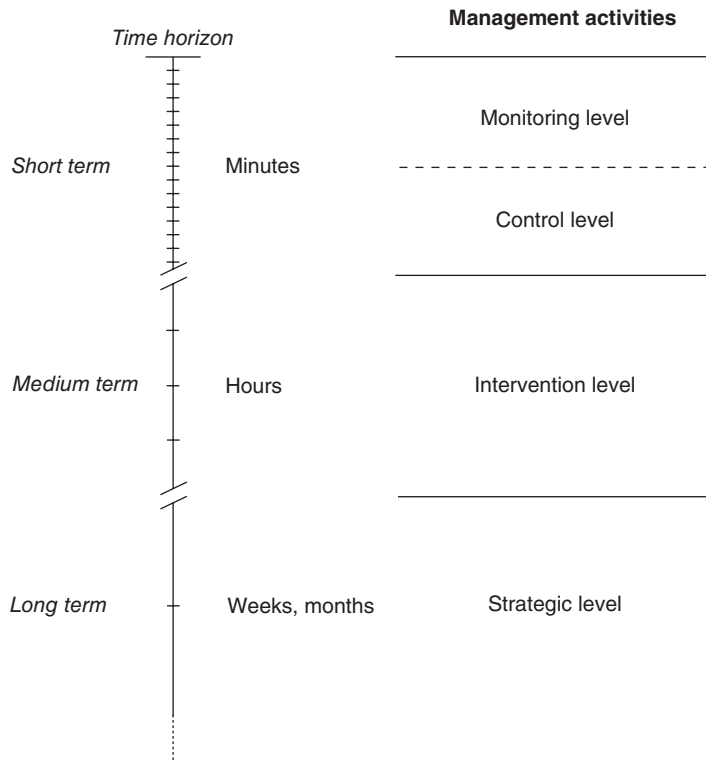 Management activities
Time horizon
Monitoring level
Short term Minutes
Control level
Medium term Hours Intervention level
Long term Weeks, months Strategic level